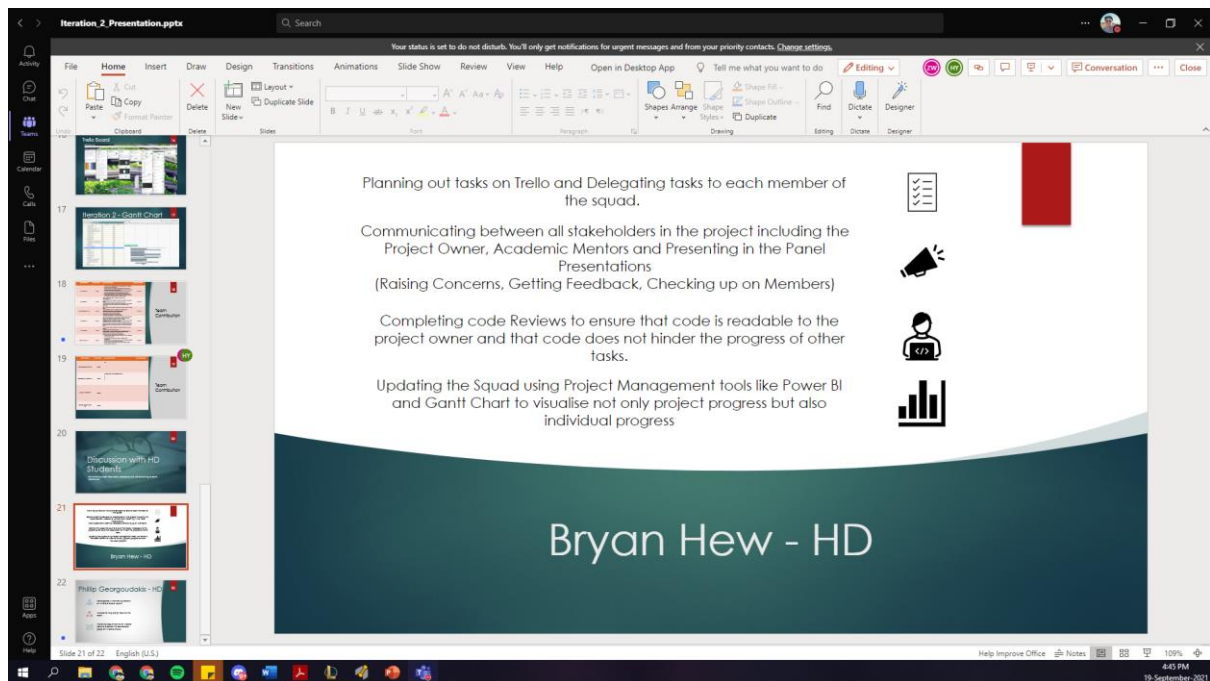 Iteration_2_Presentation.pptx
Search
Your status is set to do not disturb. You'll only get notifications for urgent messages and from your priority contacts. Change settings.
File Home Insert Draw Design Transitions Animations Slide Show Review View Help Open in Desktop App Tell me what you want to do Editing ZW HY Conversation Close
Undo
Paste
Cut
Copy
Format Painter
Clipboard
Delete
Delete
New
Slide
Layout
Duplicate Slide
Slides
Font
Paragraph
Shapes Arrange Shape
Styles
Shape Fill
Shape Outline
Duplicate
Drawing
Find
Editing
Dictate
Dictate
Designer
Designer
Activity
Chat
Teams
Calendar
Calls
Files
Apps
Help
Trello Board
17
Iteration 2 - Gantt Chart
18
Team
Contribution
19
HY
Team
Contribution
20
Discussion with HD
Students
21
Bryan Hew - HD
22
Phillip Georgoudakis - HD
Planning out tasks on Trello and Delegating tasks to each member of
the squad.
Communicating between all stakeholders in the project including the
Project Owner, Academic Mentors and Presenting in the Panel
Presentations
(Raising Concerns, Getting Feedback, Checking up on Members)
Completing code Reviews to ensure that code is readable to the
project owner and that code does not hinder the progress of other
tasks.
Updating the Squad using Project Management tools like Power BI
and Gantt Chart to visualise not only project progress but also
individual progress
Bryan Hew - HD
Slide 21 of 22 English (U.S.)
Help Improve Office Notes 109%
4:45 PM
19-September-2021